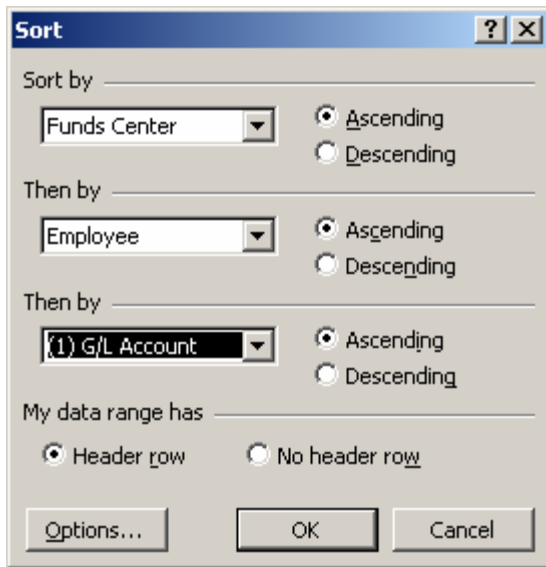 Sort
Sort by
Funds Center
Ascending
Descending
Then by
Employee
Ascending
Descending
Then by
(1) G/L Account
Ascending
Descending
My data range has
Header row
No header row
Options...
OK
Cancel